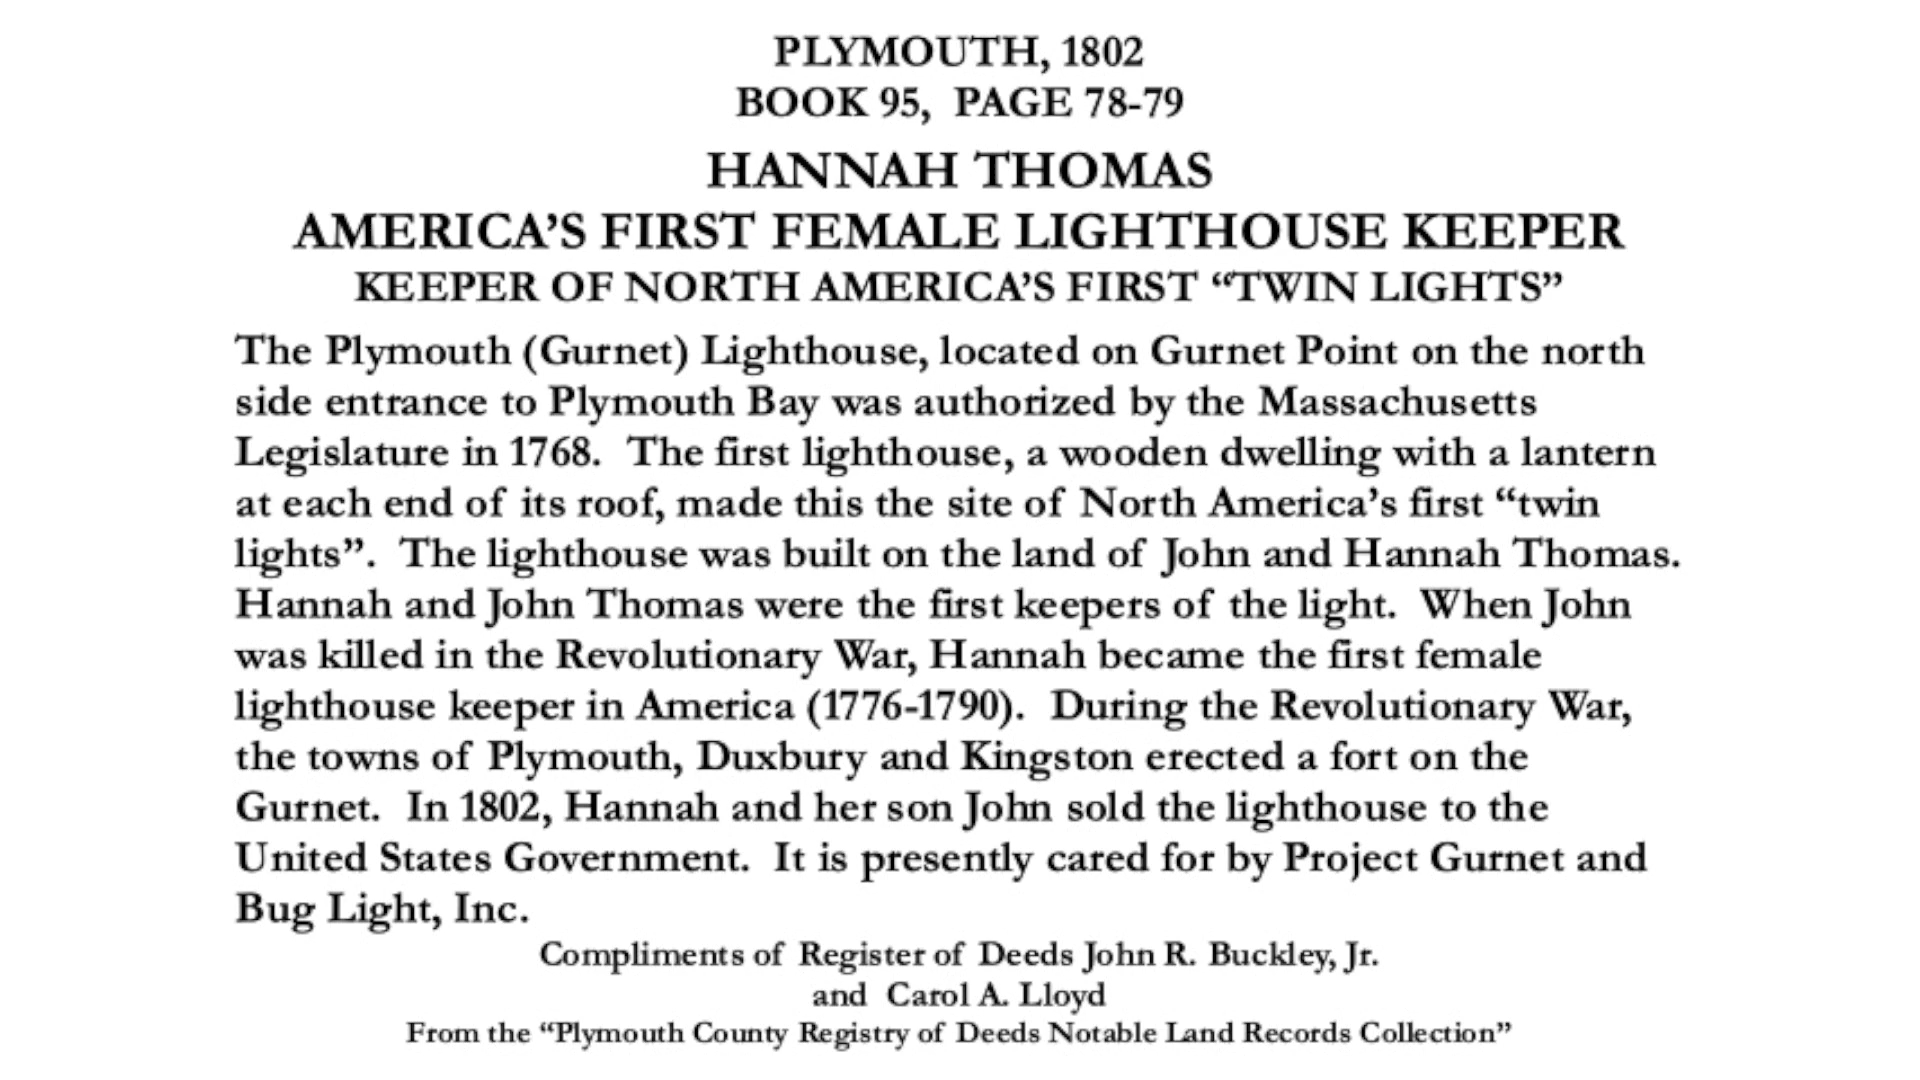 PLYMOUTH, 1802
BOOK 95, PAGE 78-79
HANNAH THOMAS
AMERICA’S FIRST FEMALE LIGHTHOUSE KEEPER
KEEPER OF NORTH AMERICA’S FIRST “TWIN LIGHTS”
The Plymouth (Gurnet) Lighthouse, located on Gurnet Point on the north
side entrance to Plymouth Bay was authorized by the Massachusetts
Legislature in 1768. The first lighthouse, a wooden dwelling with a lantern
at each end of its roof, made this the site of North America’s first “twin
lights”. The lighthouse was built on the land of John and Hannah Thomas.
Hannah and John Thomas were the first keepers of the light. When John
was killed in the Revolutionary War, Hannah became the first female
lighthouse keeper in America (1776-1790). During the Revolutionary War,
the towns of Plymouth, Duxbury and Kingston erected a fort on the
Gurnet. In 1802, Hannah and her son John sold the lighthouse to the
United States Government. It is presently cared for by Project Gurnet and
Bug Light, Inc.
Compliments of Register of Deeds John R. Buckley, Jr.
and Carol A. Lloyd
From the “Plymouth County Registry of Deeds Notable Land Records Collection”